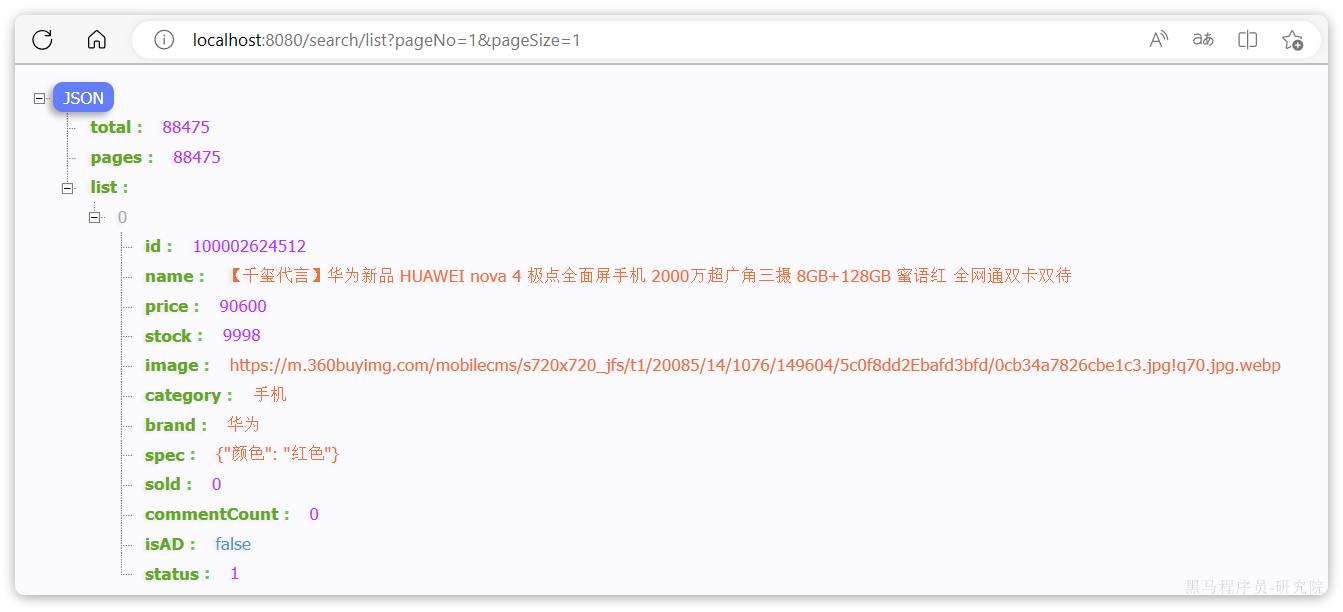 localhost:8080/search/list?pageNo=1&pageSize=1
JSON
total : 88475
pages : 88475
list :
0
id : 100002624512
name : 【千玺代言】华为新品 HUAWEI nova 4 极点全面屏手机 2000万超广角三摄 8GB+128GB 蜜语红 全网通双卡双待
price : 90600
stock : 9998
image : https://m.360buyimg.com/mobilecms/s720x720_jfs/t1/20085/14/1076/149604/5c0f8dd2Ebafd3bfd/0cb34a7826cbe1c3.jpg!q70.jpg.webp
category : 手机
brand : 华为
spec : {"颜色": "红色"}
sold : 0
commentCount : 0
isAD : false
status : 1
黑马程序员-研究院